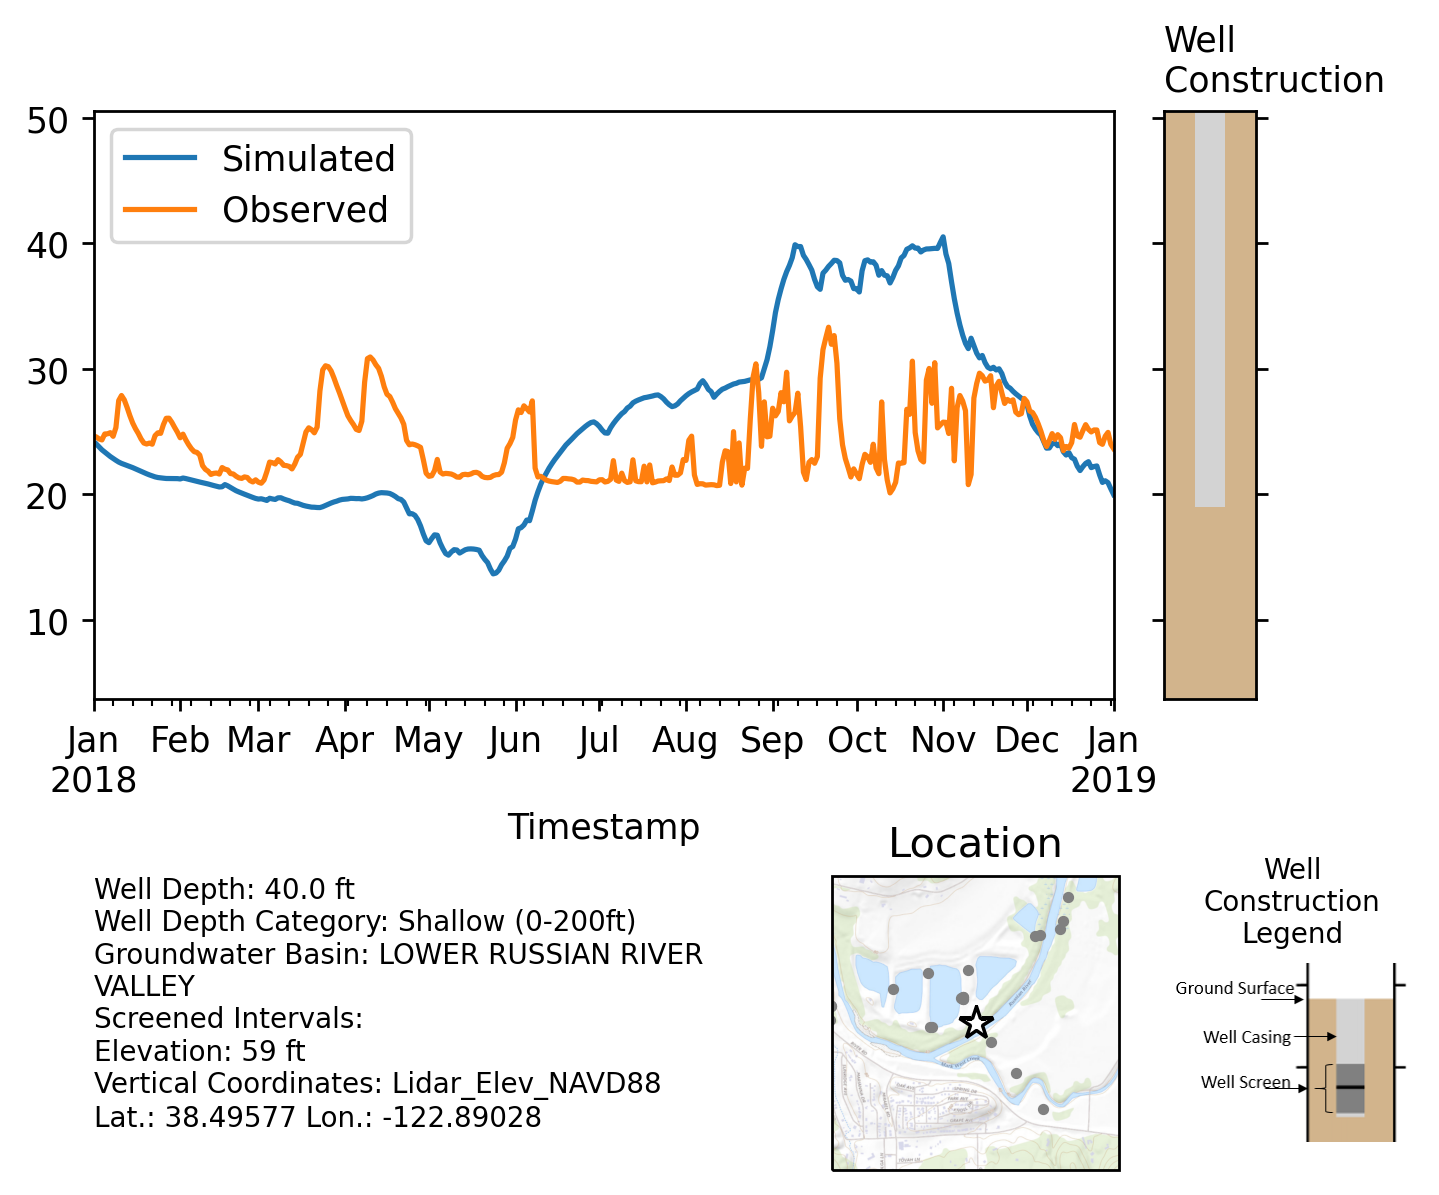 Well
Construction
50
40
30
20
10
Simulated
Observed
Jan Feb Mar Apr May Jun Jul Aug Sep Oct Nov Dec Jan
2018 2019
Timestamp
Well Depth: 40.0 ft
Well Depth Category: Shallow (0-200ft)
Groundwater Basin: LOWER RUSSIAN RIVER
VALLEY
Screened Intervals:
Elevation: 59 ft
Vertical Coordinates: Lidar_Elev_NAVD88
Lat.: 38.49577 Lon.: -122.89028
Location
Well
Construction
Legend
Ground Surface
Well Casing
Well Screen